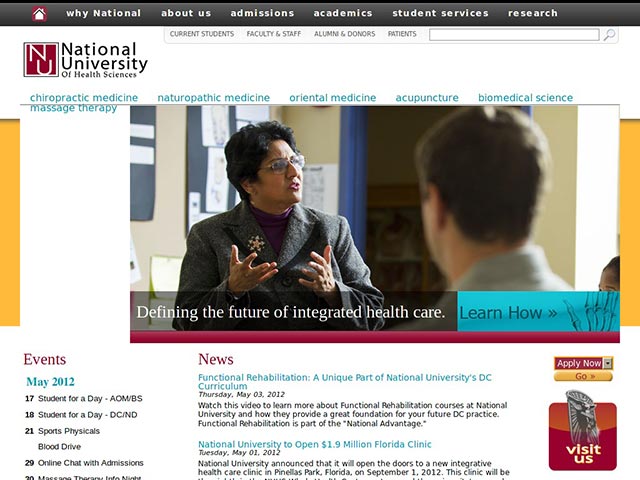 why National about us admissions academics student services research
CURRENT STUDENTS FACULTY & STAFF ALUMNI & DONORS PATIENTS
NU National
University
Of Health Sciences
chiropractic medicine naturopathic medicine oriental medicine acupuncture biomedical science
massage therapy
Defining the future of integrated health care. Learn How »
Events
May 2012
17 Student for a Day - AOM/BS
18 Student for a Day - DC/ND
21 Sports Physicals
Blood Drive
29 Online Chat with Admissions
30 Massage Therapy Info Night
News
Functional Rehabilitation: A Unique Part of National University's DC
Curriculum
Thursday, May 03, 2012
Watch this video to learn more about Functional Rehabilitation courses at National
University and how they provide a great foundation for your future DC practice.
Functional Rehabilitation is part of the "National Advantage."
National University to Open $1.9 Million Florida Clinic
Tuesday, May 01, 2012
National University announced that it will open the doors to a new integrative
health care clinic in Pinellas Park, Florida, on September 1, 2012. This clinic will be
Apply Now
Go »
visit
us